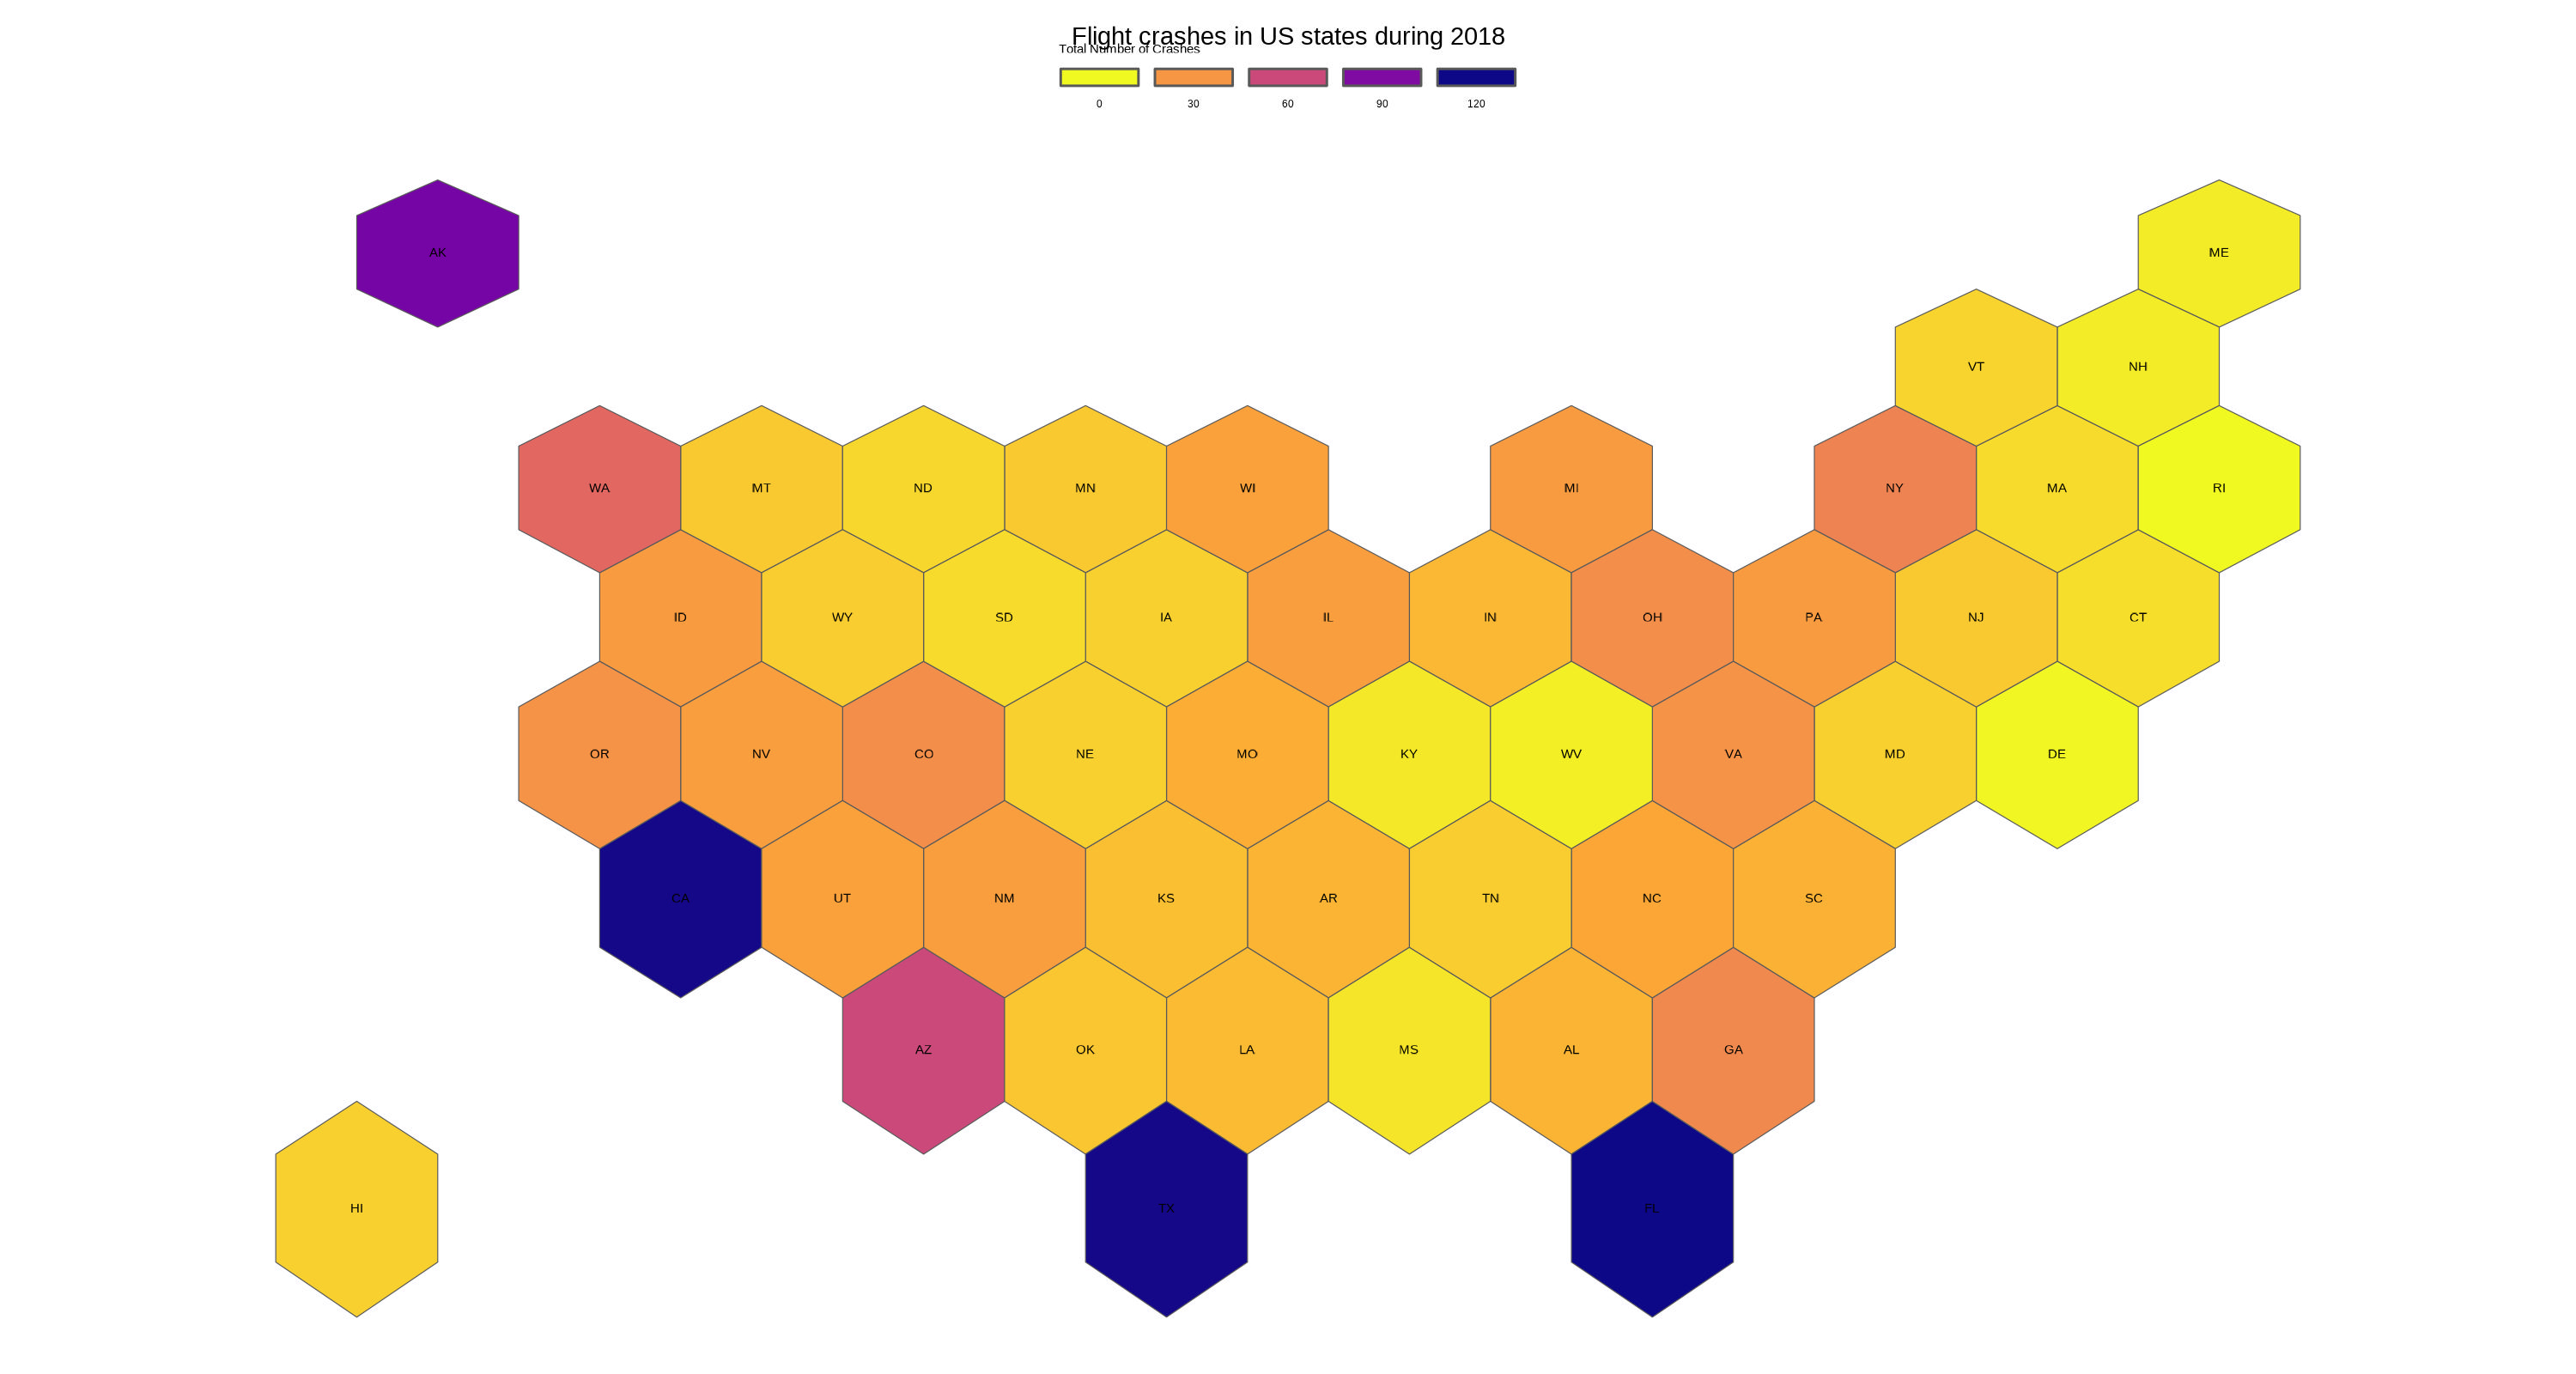 Flight crashes in US states during 2018
Total Number of Crashes
0 30 60 90 120
AK ME
VT NH
WA MT ND MN WI MI NY MA RI
ID WY SD IA IL IN OH PA NJ CT
OR NV CO NE MO KY WV VA MD DE
CA UT NM KS AR TN NC SC
AZ OK LA MS AL GA
HI TX FL